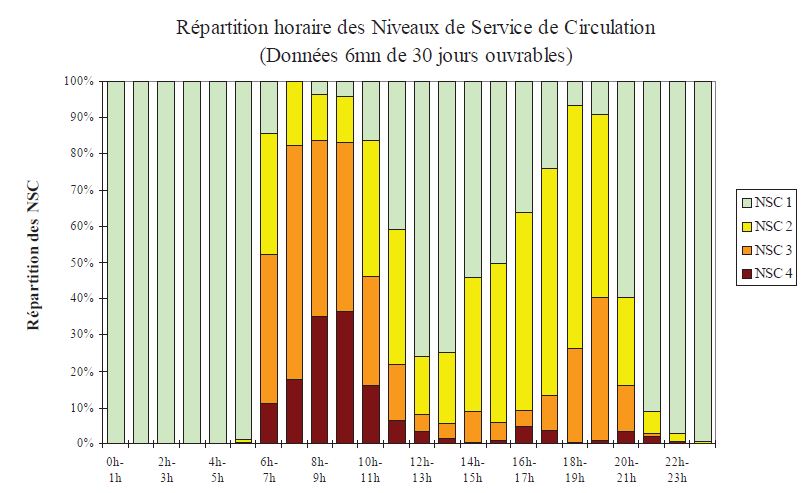 Répartition horaire des Niveaux de Service de Circulation
(Données 6mn de 30 jours ouvrables)
Répartition des NSC
100%
90%
80%
70%
60%
50%
40%
30%
20%
10%
0%
0h-
1h
2h-
3h
4h-
5h
6h-
7h
8h-
9h
10h-
11h
12h-
13h
14h-
15h
16h-
17h
18h-
19h
20h-
21h
22h-
23h
NSC 1
NSC 2
NSC 3
NSC 4